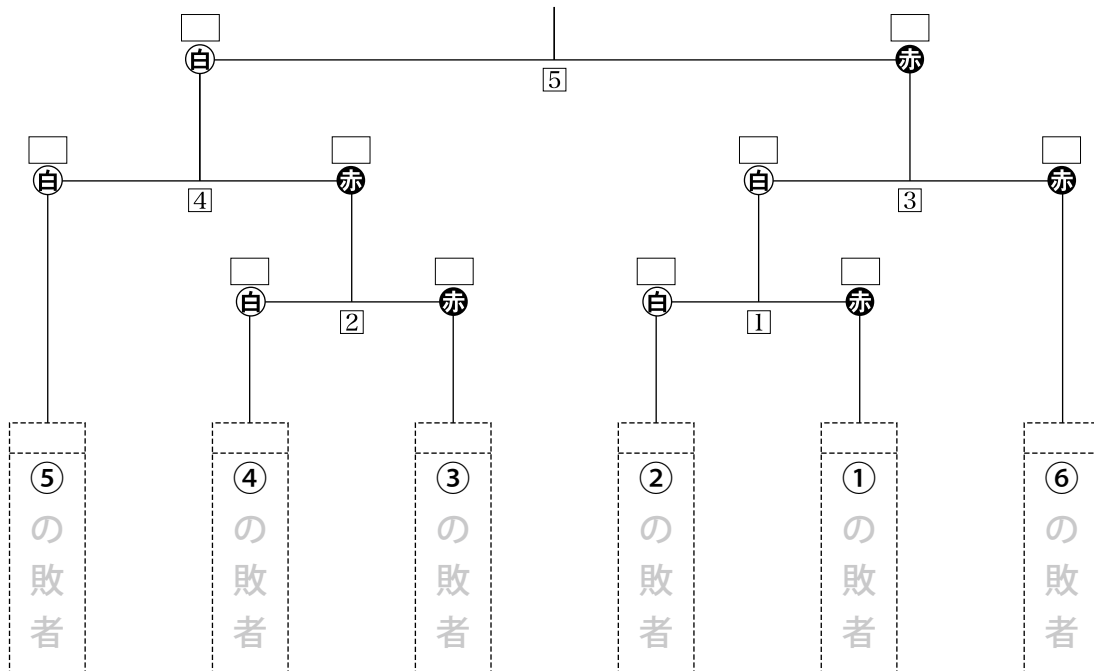 白 赤
5
白 赤 白 赤
4 3
白 赤 白 赤
2 1
⑤の敗者
④の敗者
③の敗者
②の敗者
①の敗者
⑥の敗者